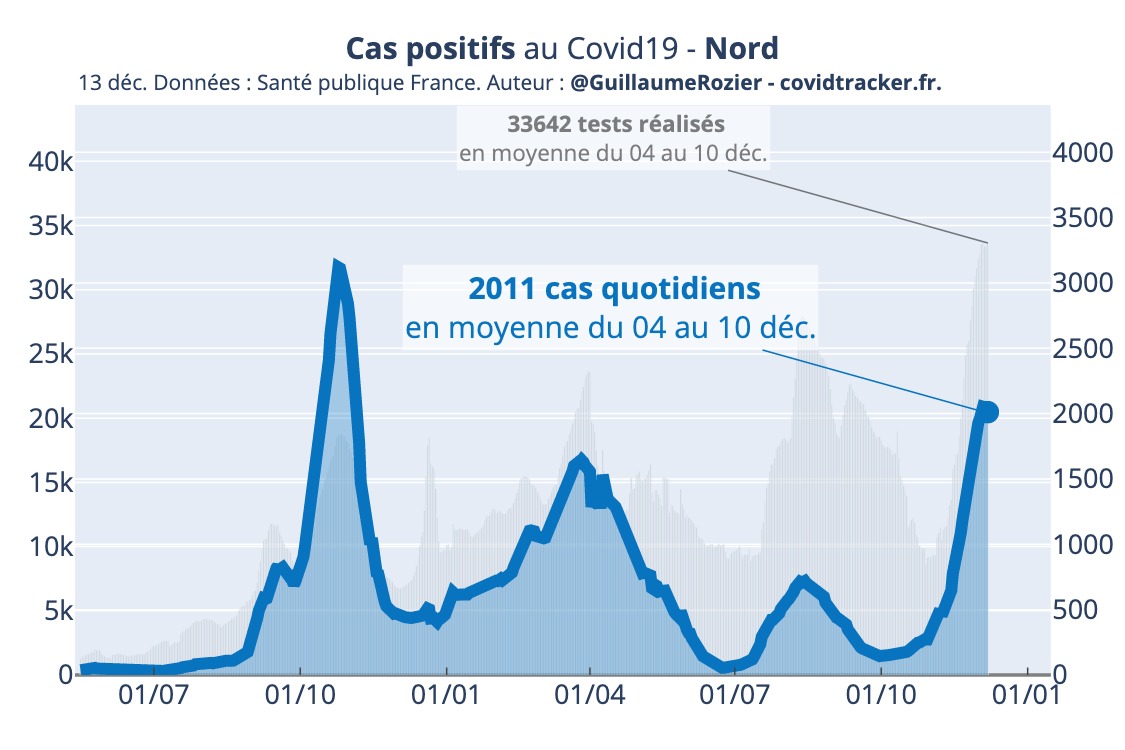 Cas positifs au Covid19 - Nord
13 déc. Données : Santé publique France. Auteur : @GuillaumeRozier - covidtracker.fr.
33642 tests réalisés
en moyenne du 04 au 10 déc.
2011 cas quotidiens
en moyenne du 04 au 10 déc.
40k
35k
30k
25k
20k
15k
10k
5k
0
4000
3500
3000
2500
2000
1500
1000
500
0
01/07 01/10 01/01 01/04 01/07 01/10 01/01